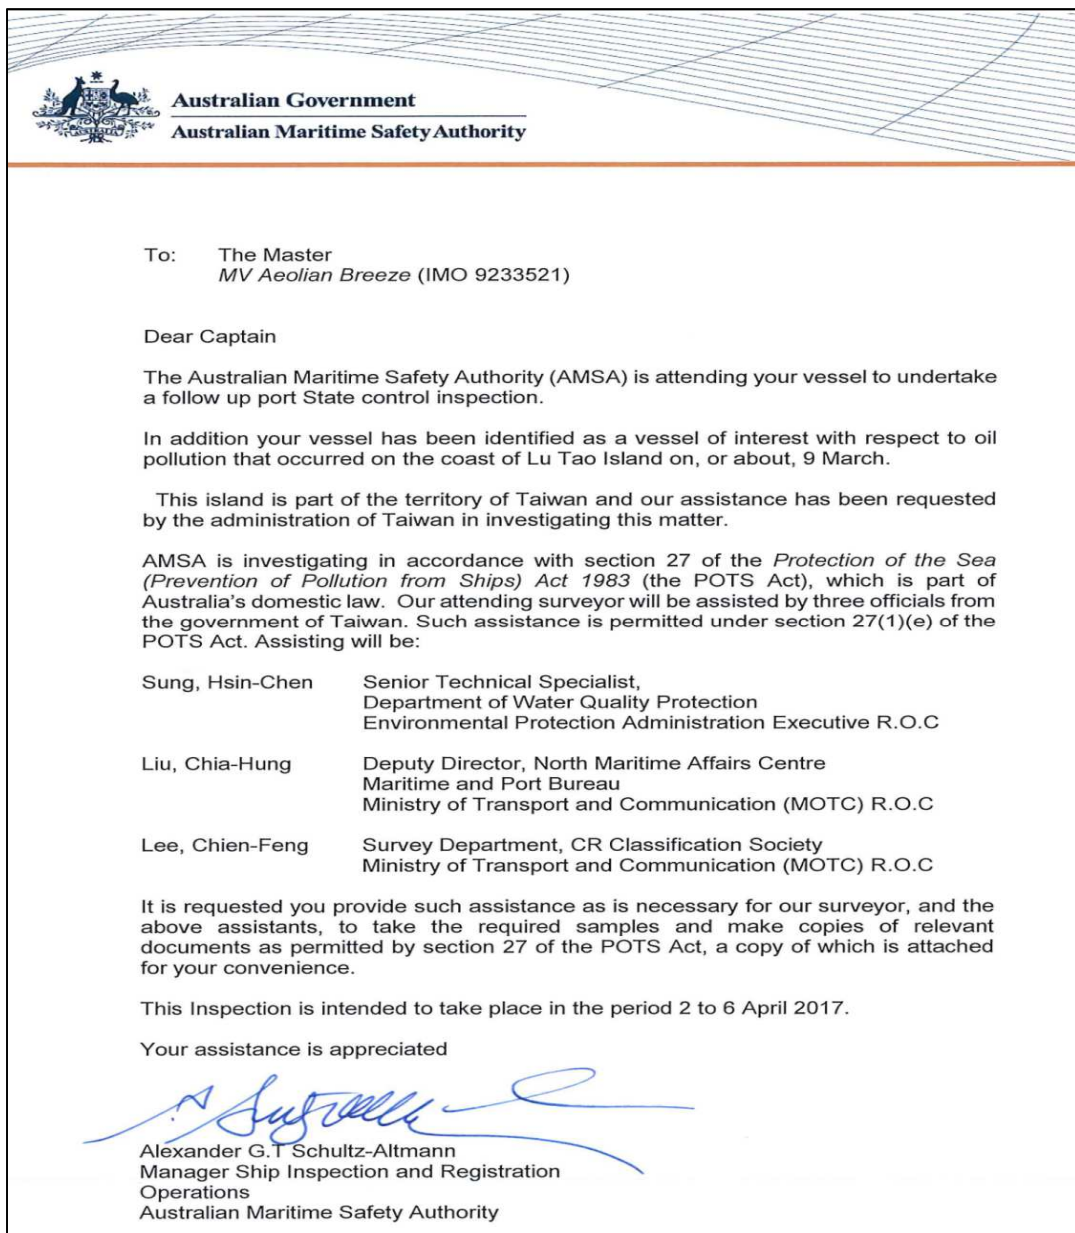 Australian Government
Australian Maritime Safety Authority
To: The Master
MV Aeolian Breeze (IMO 9233521)
Dear Captain
The Australian Maritime Safety Authority (AMSA) is attending your vessel to undertake
a follow up port State control inspection.
In addition your vessel has been identified as a vessel of interest with respect to oil
pollution that occurred on the coast of Lu Tao Island on, or about, 9 March.
This island is part of the territory of Taiwan and our assistance has been requested
by the administration of Taiwan in investigating this matter.
AMSA is investigating in accordance with section 27 of the Protection of the Sea
(Prevention of Pollution from Ships) Act 1983 (the POTS Act), which is part of
Australia's domestic law. Our attending surveyor will be assisted by three officials from
the government of Taiwan. Such assistance is permitted under section 27(1)(e) of the
POTS Act. Assisting will be:
Sung, Hsin-Chen Senior Technical Specialist,
Department of Water Quality Protection
Environmental Protection Administration Executive R.O.C
Liu, Chia-Hung Deputy Director, North Maritime Affairs Centre
Maritime and Port Bureau
Ministry of Transport and Communication (MOTC) R.O.C
Lee, Chien-Feng Survey Department, CR Classification Society
Ministry of Transport and Communication (MOTC) R.O.C
It is requested you provide such assistance as is necessary for our surveyor, and the
above assistants, to take the required samples and make copies of relevant
documents as permitted by section 27 of the POTS Act, a copy of which is attached
for your convenience.
This Inspection is intended to take place in the period 2 to 6 April 2017.
Your assistance is appreciated
Alexander G.T Schultz-Altmann
Manager Ship Inspection and Registration
Operations
Australian Maritime Safety Authority